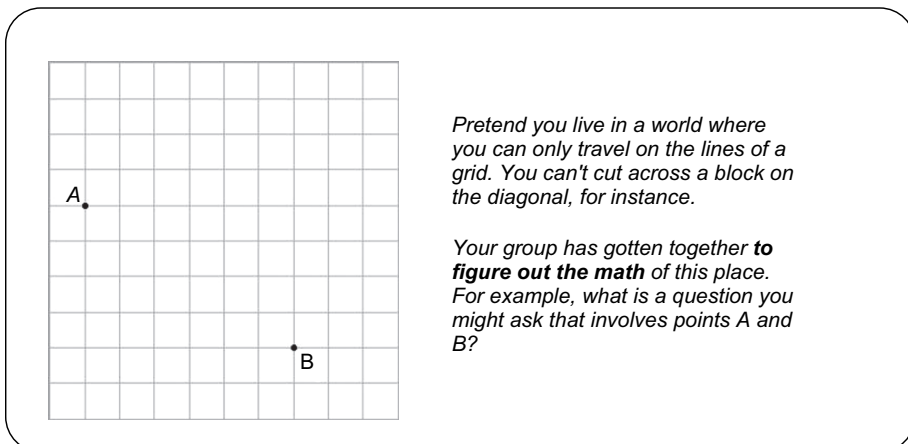 A
B
Pretend you live in a world where
you can only travel on the lines of a
grid. You can't cut across a block on
the diagonal, for instance.
Your group has gotten together to
figure out the math of this place.
For example, what is a question you
might ask that involves points A and
B?